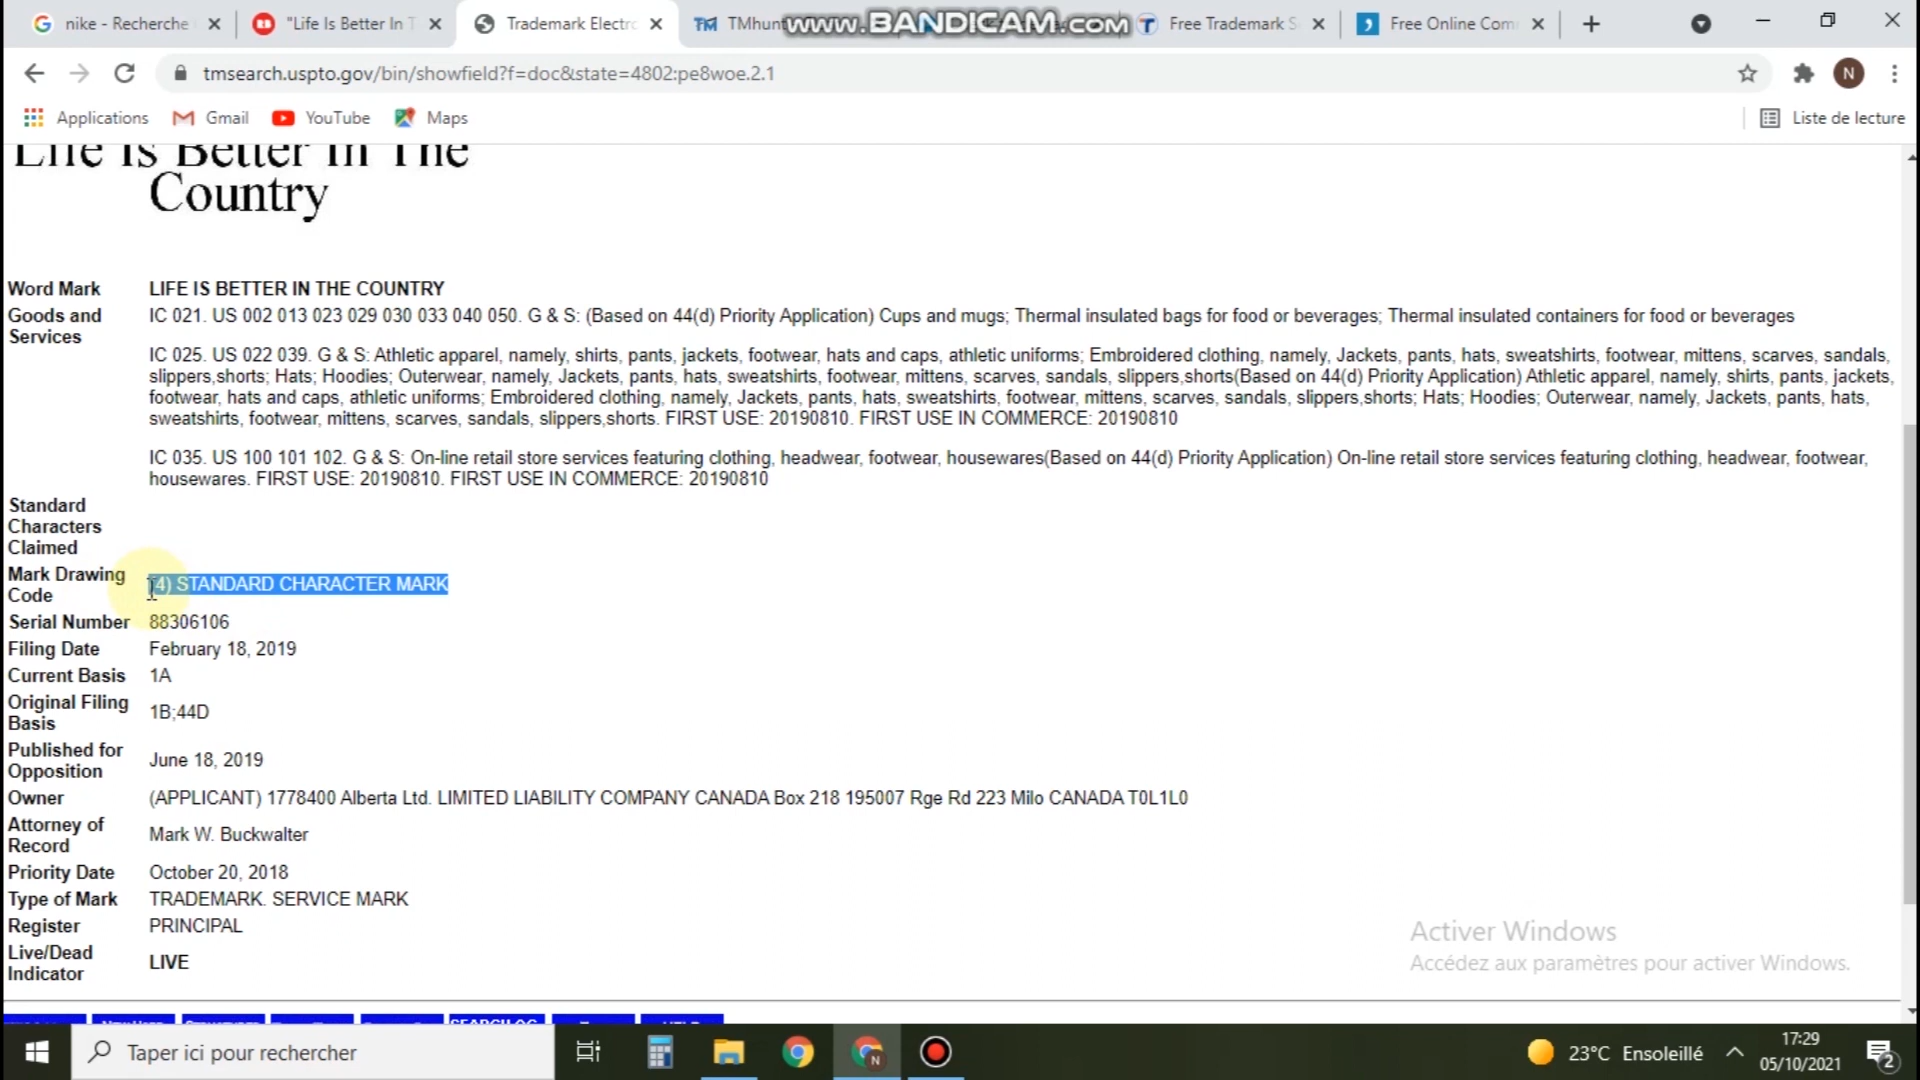 nike - Recherche
"Life Is Better In T
Trademark Electro
TMhunt
www.BANDICAM.com
Free Trademark S
Free Online Com
tmsearch.uspto.gov/bin/showfield?f=doc&state=4802:pe8woe.2.1
N
Applications
Gmail
YouTube
Maps
Liste de lecture
Life Is Better In The
Country
Word Mark LIFE IS BETTER IN THE COUNTRY
Goods and Services IC 021. US 002 013 023 029 030 033 040 050. G & S: (Based on 44(d) Priority Application) Cups and mugs; Thermal insulated bags for food or beverages; Thermal insulated containers for food or beverages
IC 025. US 022 039. G & S: Athletic apparel, namely, shirts, pants, jackets, footwear, hats and caps, athletic uniforms; Embroidered clothing, namely, Jackets, pants, hats, sweatshirts, footwear, mittens, scarves, sandals,
slippers,shorts; Hats; Hoodies; Outerwear, namely, Jackets, pants, hats, sweatshirts, footwear, mittens, scarves, sandals, slippers,shorts(Based on 44(d) Priority Application) Athletic apparel, namely, shirts, pants, jackets,
footwear, hats and caps, athletic uniforms; Embroidered clothing, namely, Jackets, pants, hats, sweatshirts, footwear, mittens, scarves, sandals, slippers,shorts; Hats; Hoodies; Outerwear, namely, Jackets, pants, hats,
sweatshirts, footwear, mittens, scarves, sandals, slippers,shorts. FIRST USE: 20190810. FIRST USE IN COMMERCE: 20190810
IC 035. US 100 101 102. G & S: On-line retail store services featuring clothing, headwear, footwear, housewares(Based on 44(d) Priority Application) On-line retail store services featuring clothing, headwear, footwear,
housewares. FIRST USE: 20190810. FIRST USE IN COMMERCE: 20190810
Standard
Characters
Claimed
Mark Drawing Code (4) STANDARD CHARACTER MARK
Serial Number 88306106
Filing Date February 18, 2019
Current Basis 1A
Original Filing Basis 1B;44D
Published for Opposition June 18, 2019
Owner (APPLICANT) 1778400 Alberta Ltd. LIMITED LIABILITY COMPANY CANADA Box 218 195007 Rge Rd 223 Milo CANADA T0L1L0
Attorney of Record Mark W. Buckwalter
Priority Date October 20, 2018
Type of Mark TRADEMARK. SERVICE MARK
Register PRINCIPAL
Live/Dead Indicator LIVE
Activer Windows
Accédez aux paramètres pour activer Windows.
Taper ici pour rechercher
N
23°C Ensoleillé
17:29
05/10/2021
2